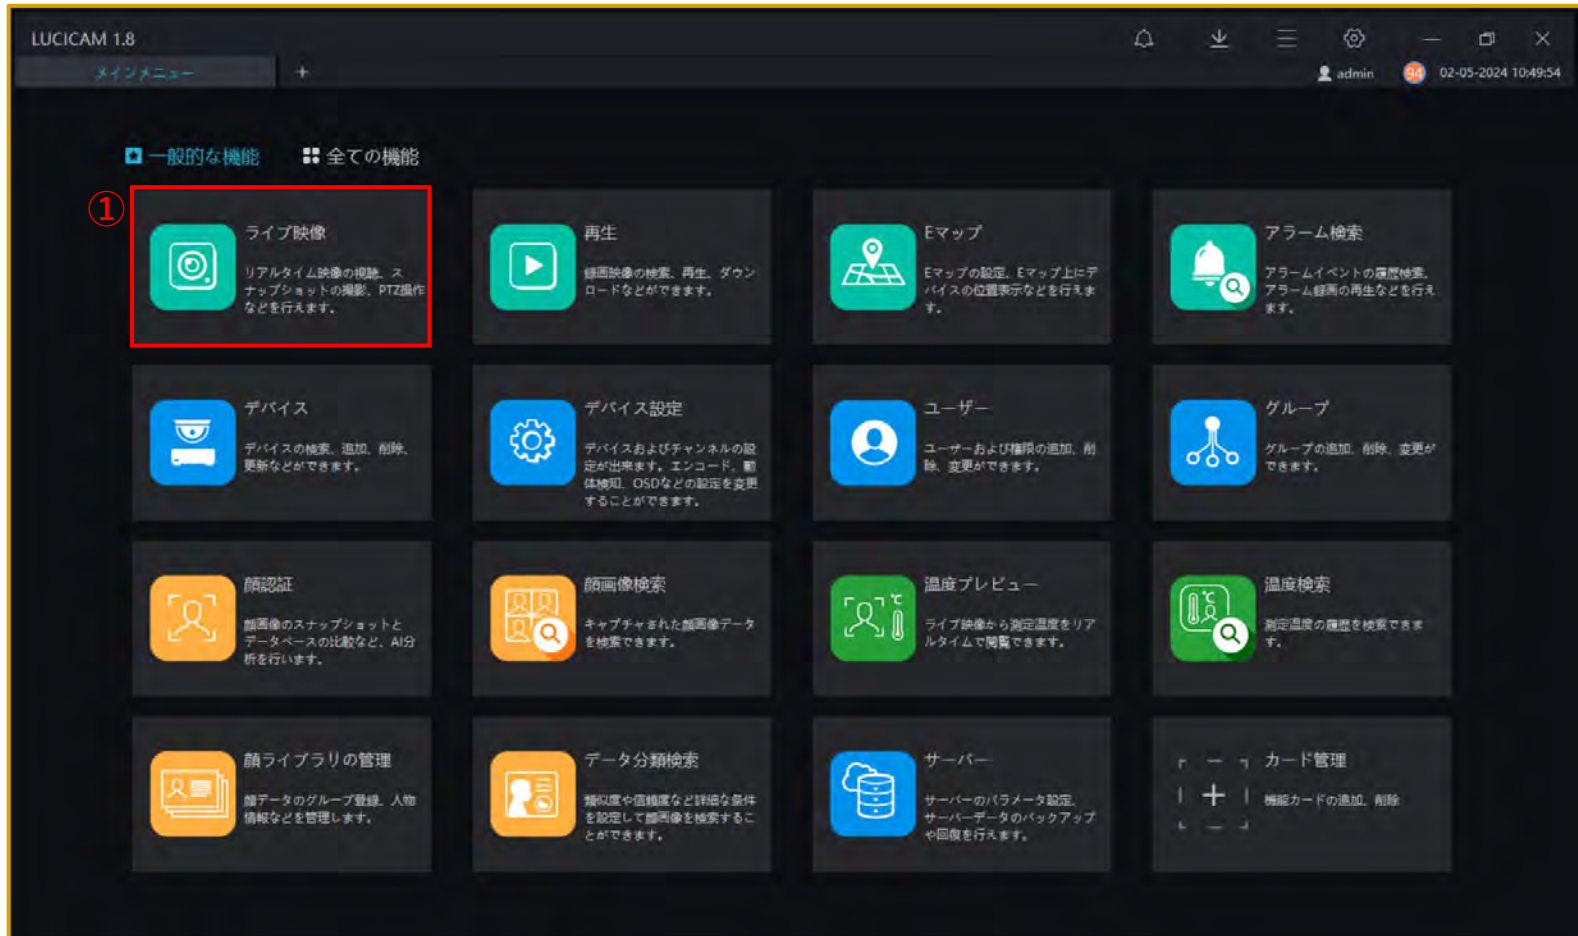 LUCICAM 1.8
メインメニュー +
admin 94 02-05-2024 10:49:54
一般的な機能 全ての機能
①
ライブ映像
リアルタイム映像の視聴、ス
ナップショットの撮影、PTZ操作
などを行えます。
再生
録画映像の検索、再生、ダウン
ロードなどができます。
Eマップ
Eマップの設定、Eマップ上にデ
バイスの位置表示などを行えま
す。
アラーム検索
アラームイベントの履歴検索、
アラーム録画の再生などを行え
ます。
デバイス
デバイスの検索、追加、削除、
更新などができます。
デバイス設定
デバイスおよびチャンネルの設
定が出来ます。エンコード、動
体検知、OSDなどの設定を変更
することができます。
ユーザー
ユーザーおよび権限の追加、削
除、変更ができます。
グループ
グループの追加、削除、変更が
できます。
顔認証
顔画像のスナップショットと
データベースの比較など、AI分
析を行います。
顔画像検索
キャプチャされた顔画像データ
を検索できます。
温度プレビュー
ライブ映像から測定温度をリア
ルタイムで閲覧できます。
温度検索
測定温度の履歴を検索できま
す。
顔ライブラリの管理
顔データのグループ登録、人物
情報などを管理します。
データ分類検索
類似度や信頼度など詳細な条件
を設定して顔画像を検索するこ
とができます。
サーバー
サーバーのパラメータ設定、
サーバーデータのバックアップ
や回復を行えます。
カード管理
機能カードの追加、削除